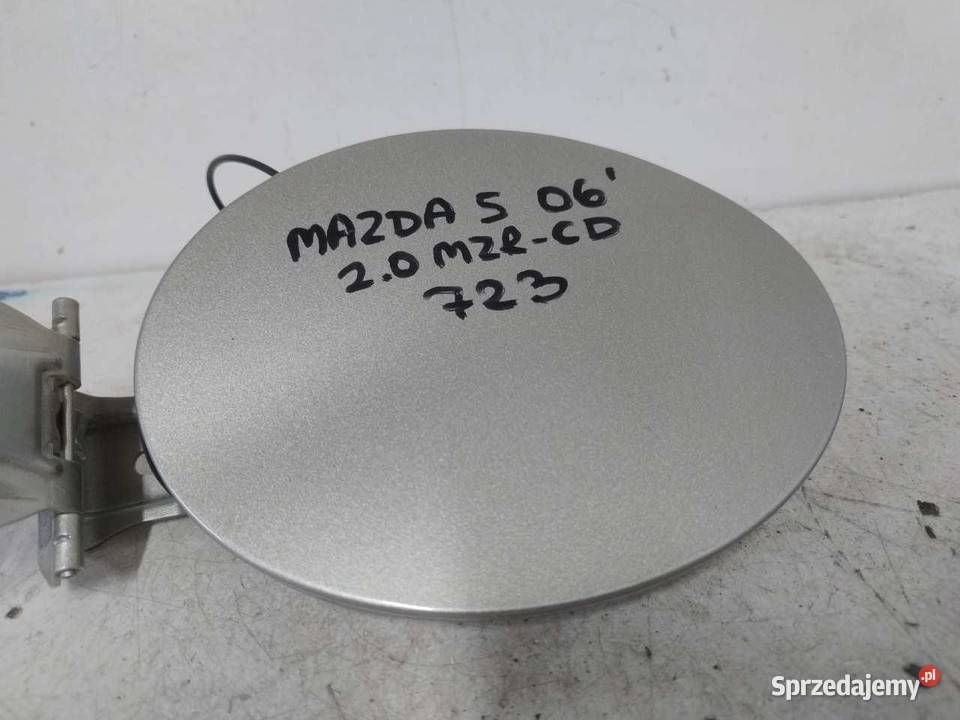 MAZDA 5 06'
2.0 MZR-CD
723
Sprzedajemy.pl